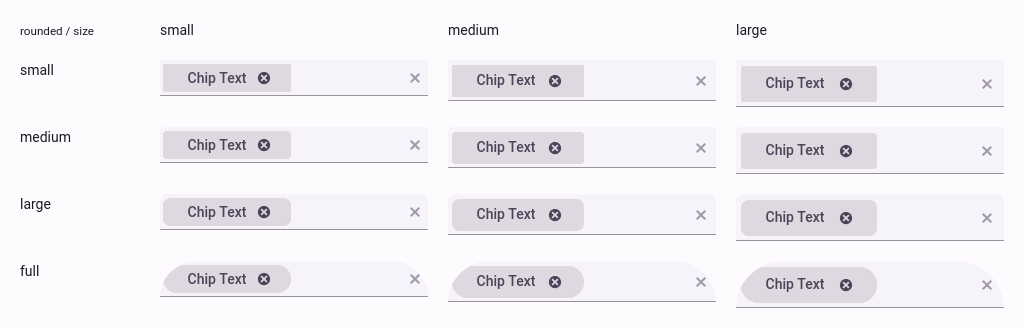 rounded / size small medium large
small Chip Text Chip Text Chip Text
medium Chip Text Chip Text Chip Text
large Chip Text Chip Text Chip Text
full Chip Text Chip Text Chip Text